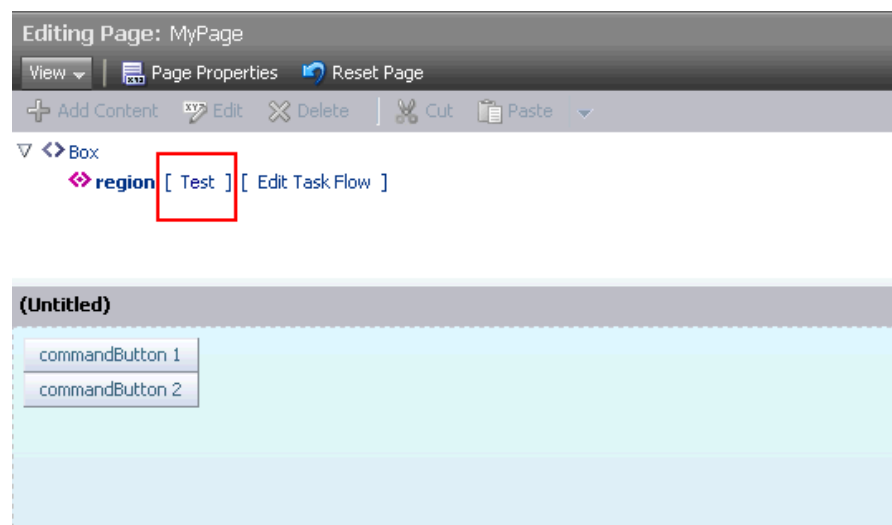 Editing Page: MyPage
View Page Properties Reset Page
Add Content Edit Delete Cut Paste
Box
region [ Test ] [ Edit Task Flow ]
(Untitled)
commandButton 1
commandButton 2